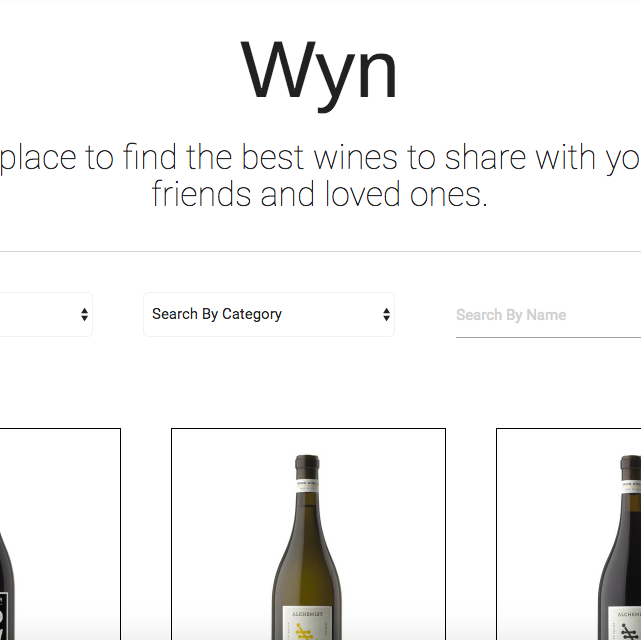 Wyn
place to find the best wines to share with yo
friends and loved ones.
Search By Category
Search By Name
ALCHEMIST
ALCHEMIST